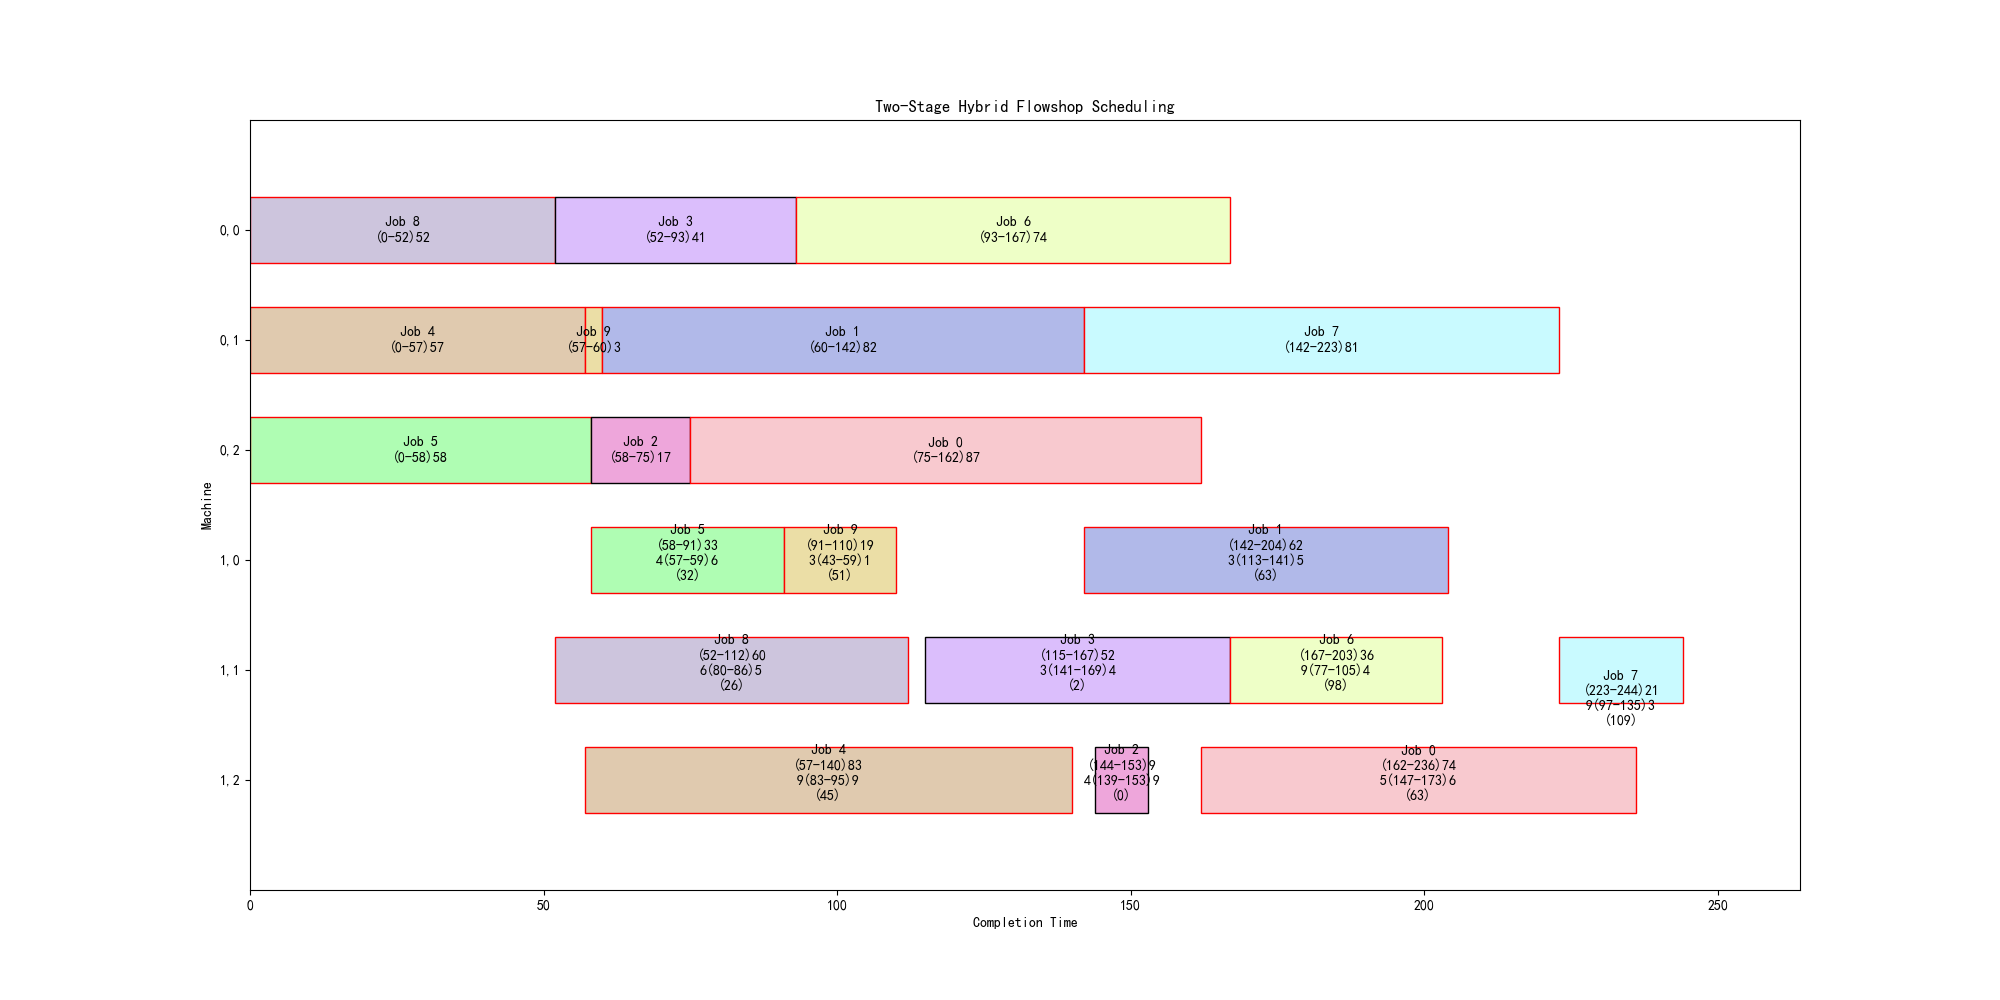 Two-Stage Hybrid Flowshop Scheduling
0,0
Job 8
(0-52)52
Job 3
(52-93)41
Job 6
(93-167)74
0,1
Job 4
(0-57)57
Job 9
(57-60)3
Job 1
(60-142)82
Job 7
(142-223)81
0,2
Job 5
(0-58)58
Job 2
(58-75)17
Job 0
(75-162)87
Machine
1,0
Job 5
(58-91)33
4(57-59)6
(32)
Job 9
(91-110)19
3(43-59)1
(51)
Job 1
(142-204)62
3(113-141)5
(63)
1,1
Job 8
(52-112)60
6(80-86)5
(26)
Job 3
(115-167)52
3(141-169)4
(2)
Job 6
(167-203)36
9(77-105)4
(98)
Job 7
(223-244)21
9(97-135)3
(109)
1,2
Job 4
(57-140)83
9(83-95)9
(45)
Job 2
(144-153)9
4(139-153)9
(0)
Job 0
(162-236)74
5(147-173)6
(63)
0
50
100
150
200
250
Completion Time